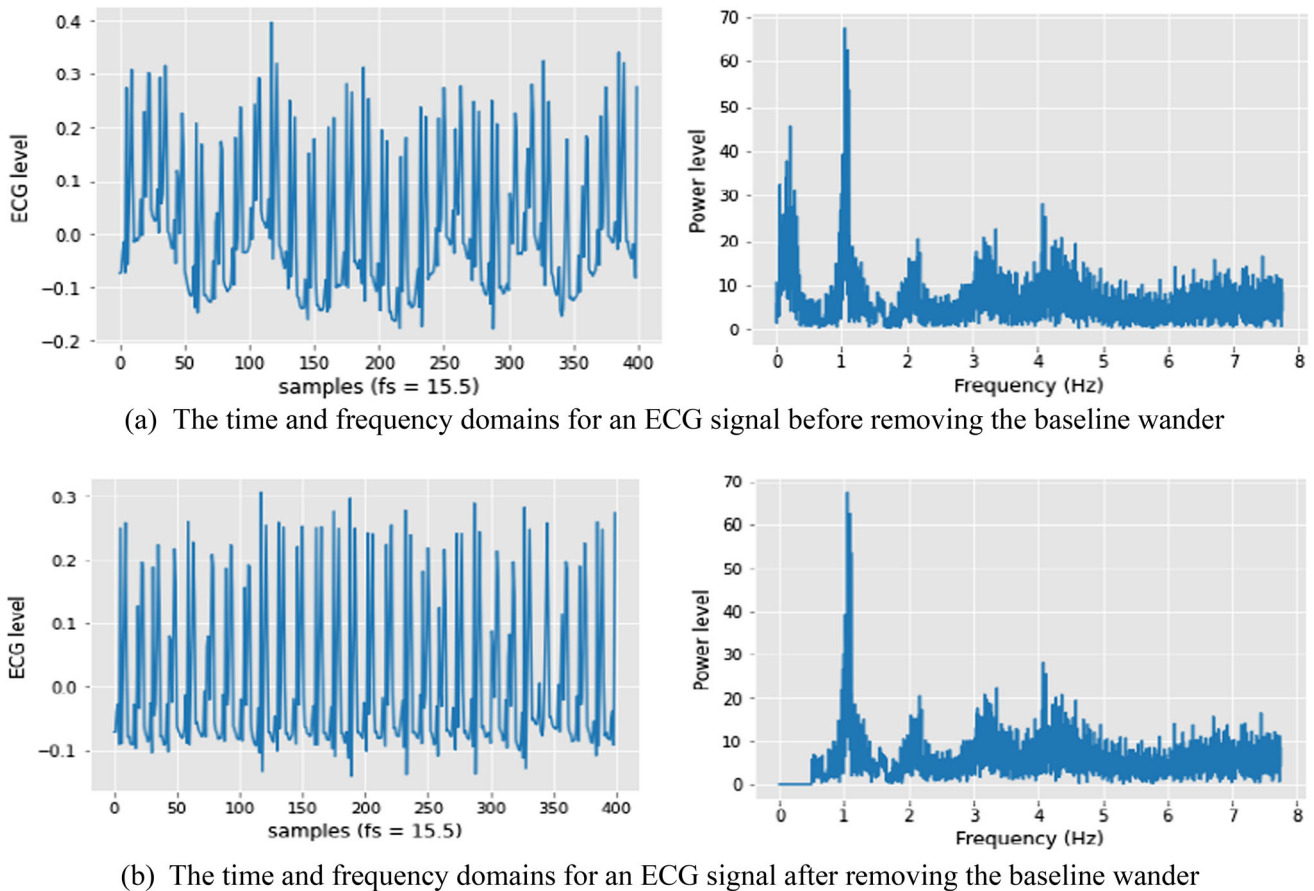 0.4
0.3
0.2
0.1
0.0
−0.1
−0.2
ECG level
0 50 100 150 200 250 300 350 400
samples (fs = 15.5)
70
60
50
40
30
20
10
0
Power level
0 1 2 3 4 5 6 7 8
Frequency (Hz)
(a) The time and frequency domains for an ECG signal before removing the baseline wander
0.3
0.2
0.1
0.0
−0.1
ECG level
0 50 100 150 200 250 300 350 400
samples (fs = 15.5)
70
60
50
40
30
20
10
0
Power level
0 1 2 3 4 5 6 7 8
Frequency (Hz)
(b) The time and frequency domains for an ECG signal after removing the baseline wander